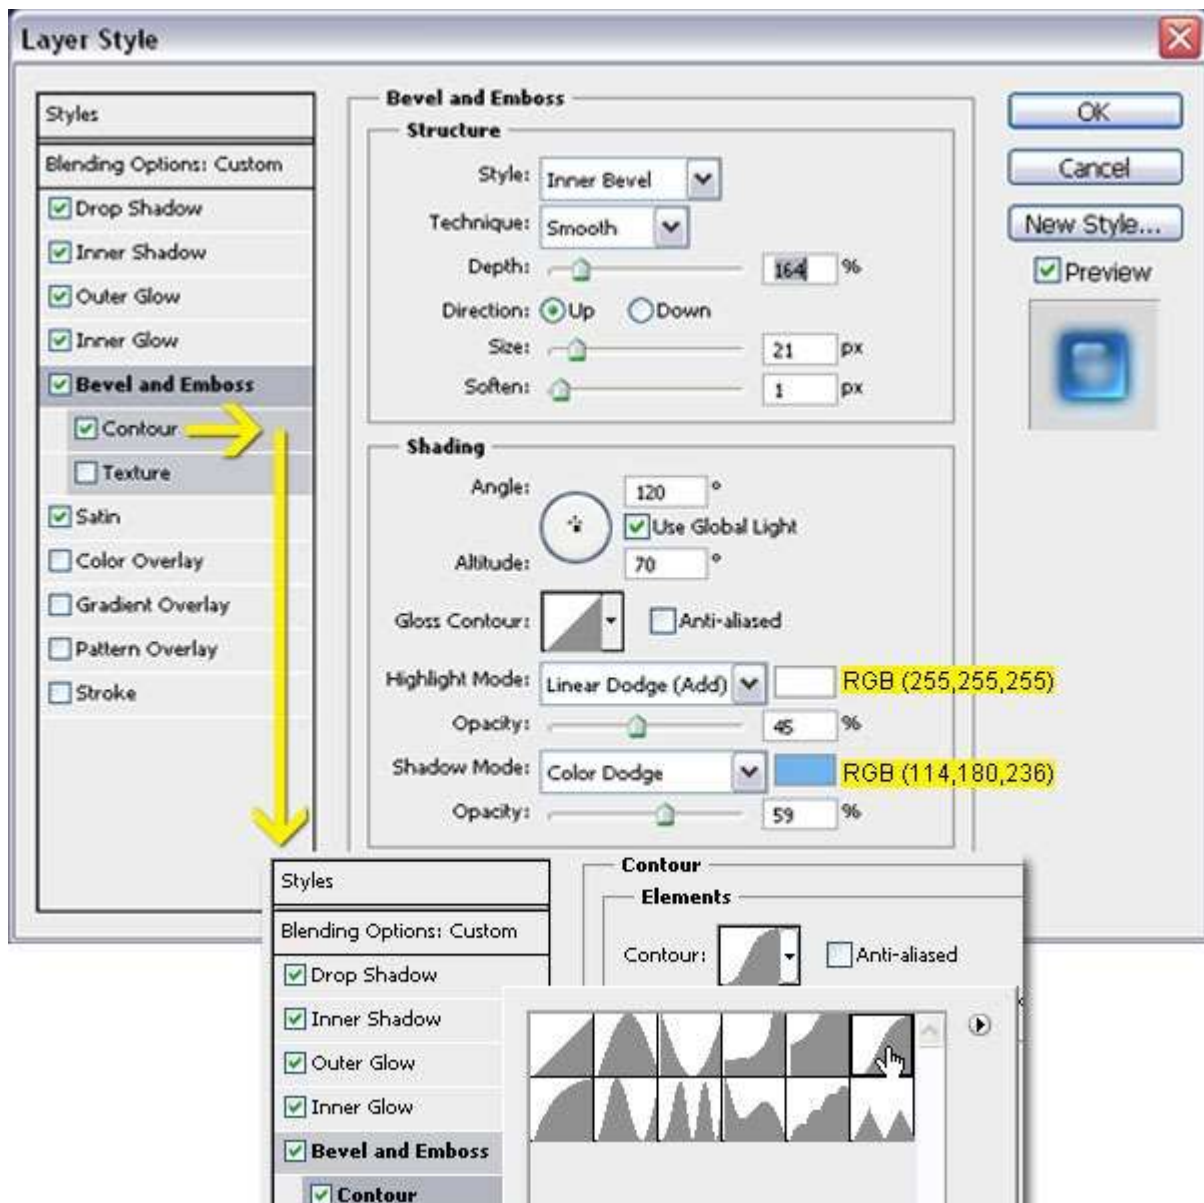 Layer Style
Styles
Blending Options: Custom
Drop Shadow
Inner Shadow
Outer Glow
Inner Glow
Bevel and Emboss
Contour
Texture
Satin
Color Overlay
Gradient Overlay
Pattern Overlay
Stroke
Bevel and Emboss
Structure
Style: Inner Bevel
Technique: Smooth
Depth: 164 %
Direction: Up Down
Size: 21 px
Soften: 1 px
Shading
Angle: 120 °
Use Global Light
Altitude: 70 °
Gloss Contour: Anti-aliased
Highlight Mode: Linear Dodge (Add) RGB (255,255,255)
Opacity: 45 %
Shadow Mode: Color Dodge RGB (114,180,236)
Opacity: 59 %
OK
Cancel
New Style...
Preview
Styles
Blending Options: Custom
Drop Shadow
Inner Shadow
Outer Glow
Inner Glow
Bevel and Emboss
Contour
Contour
Elements
Contour: Anti-aliased